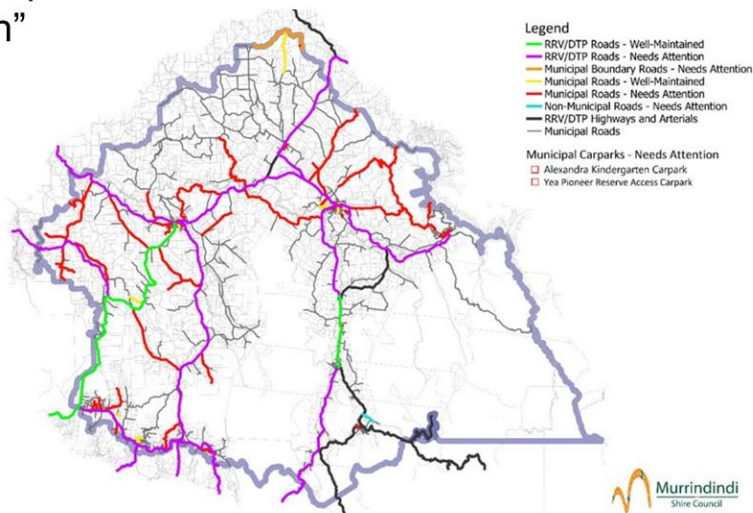 n”
Legend
RRV/DTP Roads - Well-Maintained
RRV/DTP Roads - Needs Attention
Municipal Boundary Roads - Needs Attention
Municipal Roads - Well-Maintained
Municipal Roads - Needs Attention
Non-Municipal Roads - Needs Attention
RRV/DTP Highways and Arterials
Municipal Roads
Municipal Carparks - Needs Attention
Alexandra Kindergarten Carpark
Yea Pioneer Reserve Access Carpark
Murrindindi
Shire Council